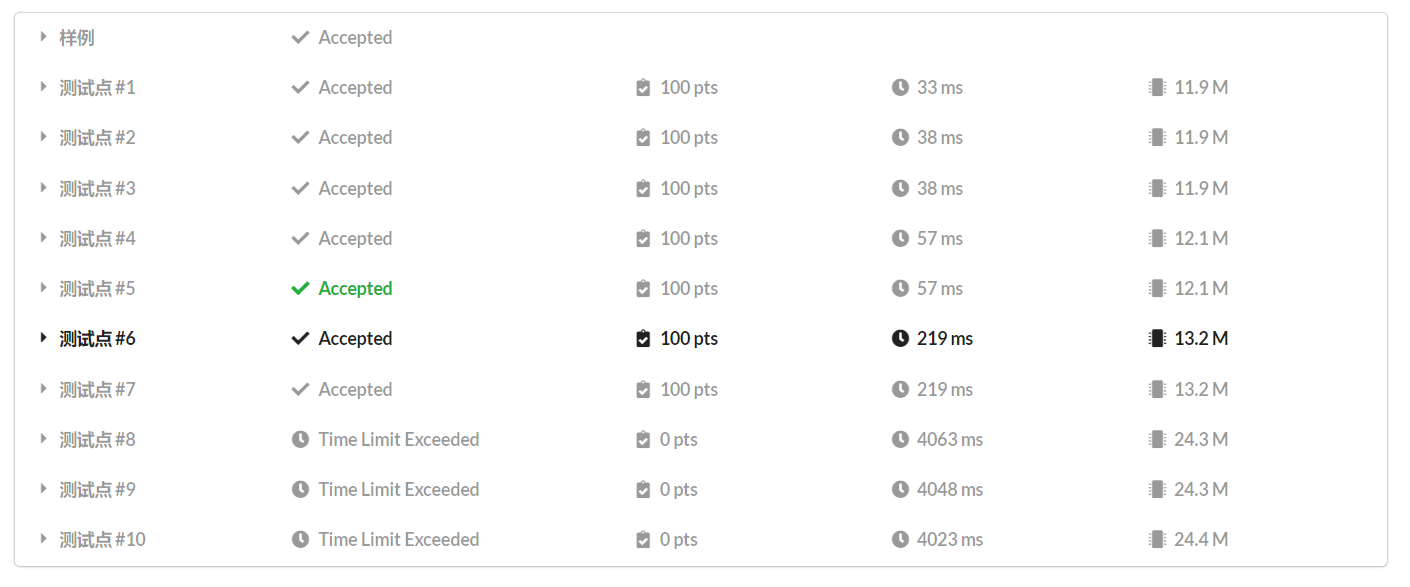 样例 Accepted
测试点 #1 Accepted 100 pts 33 ms 11.9 M
测试点 #2 Accepted 100 pts 38 ms 11.9 M
测试点 #3 Accepted 100 pts 38 ms 11.9 M
测试点 #4 Accepted 100 pts 57 ms 12.1 M
测试点 #5 Accepted 100 pts 57 ms 12.1 M
测试点 #6 Accepted 100 pts 219 ms 13.2 M
测试点 #7 Accepted 100 pts 219 ms 13.2 M
测试点 #8 Time Limit Exceeded 0 pts 4063 ms 24.3 M
测试点 #9 Time Limit Exceeded 0 pts 4048 ms 24.3 M
测试点 #10 Time Limit Exceeded 0 pts 4023 ms 24.4 M